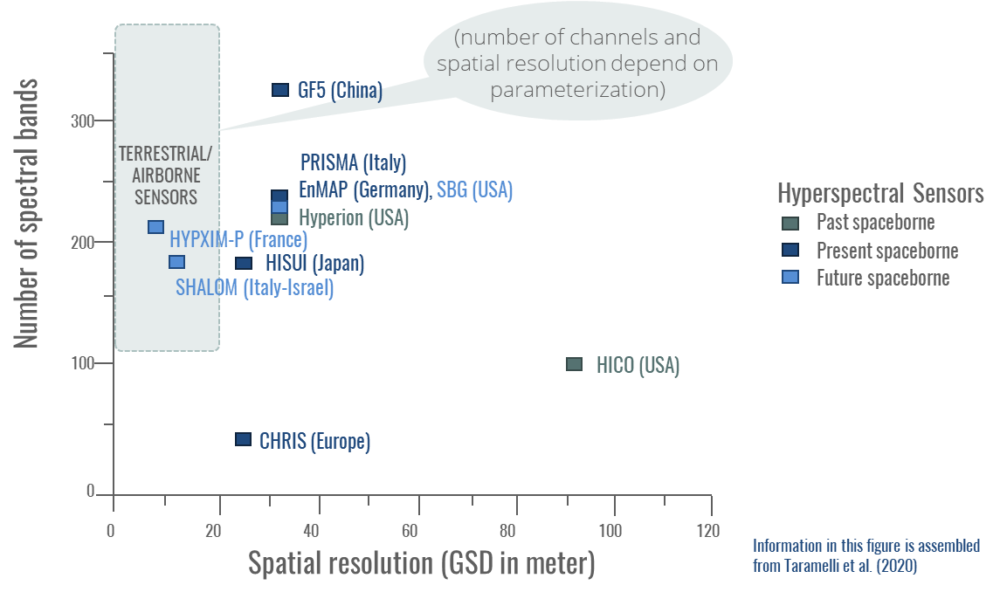 (number of channels and
spatial resolution depend on
parameterization)
Number of spectral bands
300
200
100
0
TERRESTRIAL/
AIRBORNE
SENSORS
GF5 (China)
PRISMA (Italy)
EnMAP (Germany), SBG (USA)
Hyperion (USA)
HYPXIM-P (France)
HISUI (Japan)
SHALOM (Italy-Israel)
HICO (USA)
CHRIS (Europe)
0 20 40 60 80 100 120
Spatial resolution (GSD in meter)
Hyperspectral Sensors
Past spaceborne
Present spaceborne
Future spaceborne
Information in this figure is assembled
from Taramelli et al. (2020)